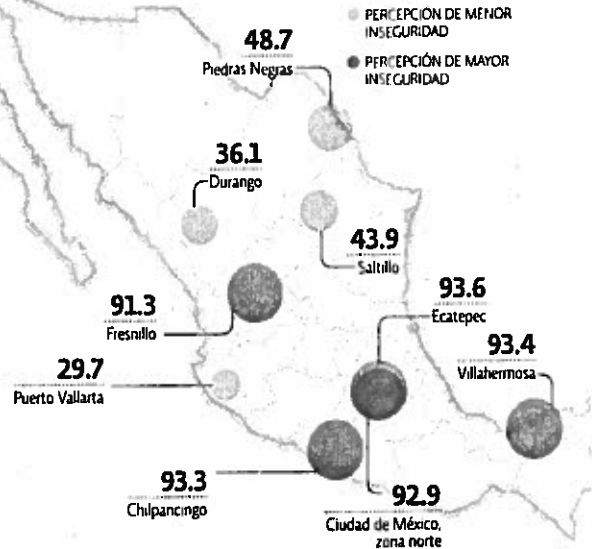 PERCEPCIÓN DE MENOR
INSEGURIDAD
PERCEPCIÓN DE MAYOR
INSEGURIDAD
48.7
Piedras Negras
36.1
Durango
43.9
Saltillo
91.3
Fresnillo
93.6
Ecatepec
93.4
Villahermosa
29.7
Puerto Vallarta
93.3
Chilpancingo
92.9
Ciudad de México,
zona norte